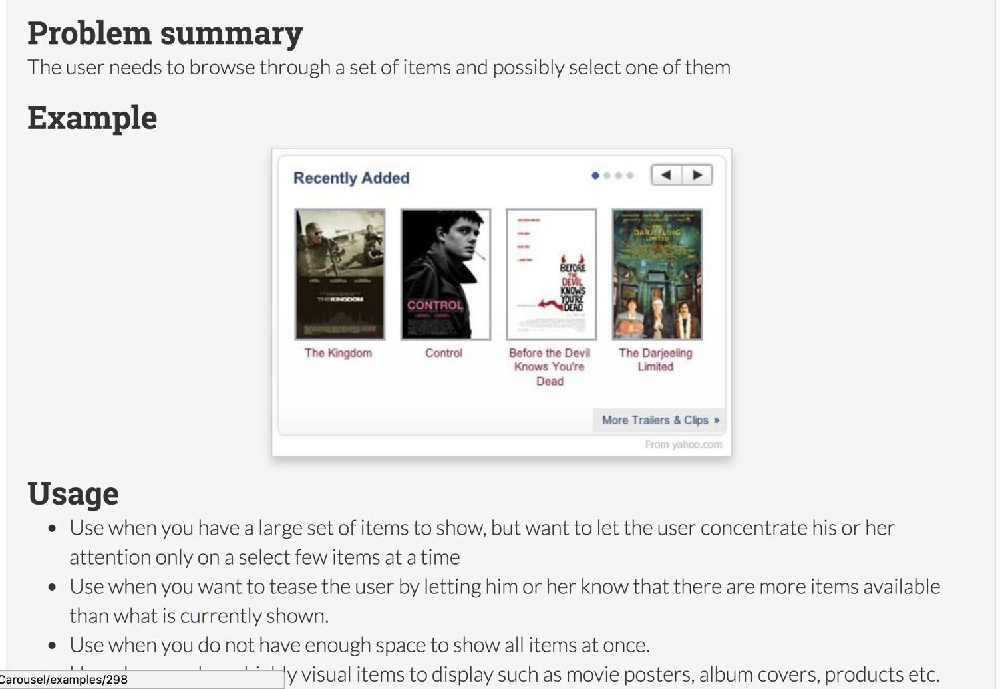 Problem summary
The user needs to browse through a set of items and possibly select one of them
Example
Recently Added
THE KINGDOM
CONTROL
BEFORE
THE
DEVIL
KNOWS
YOU'RE
DEAD
THE
DARJEELING
LIMITED
The Kingdom
Control
Before the Devil
Knows You're
Dead
The Darjeeling
Limited
More Trailers & Clips »
From yahoo.com
Usage
• Use when you have a large set of items to show, but want to let the user concentrate his or her
attention only on a select few items at a time
• Use when you want to tease the user by letting him or her know that there are more items available
than what is currently shown.
• Use when you do not have enough space to show all items at once.
visual items to display such as movie posters, album covers, products etc.
Carousel/examples/298